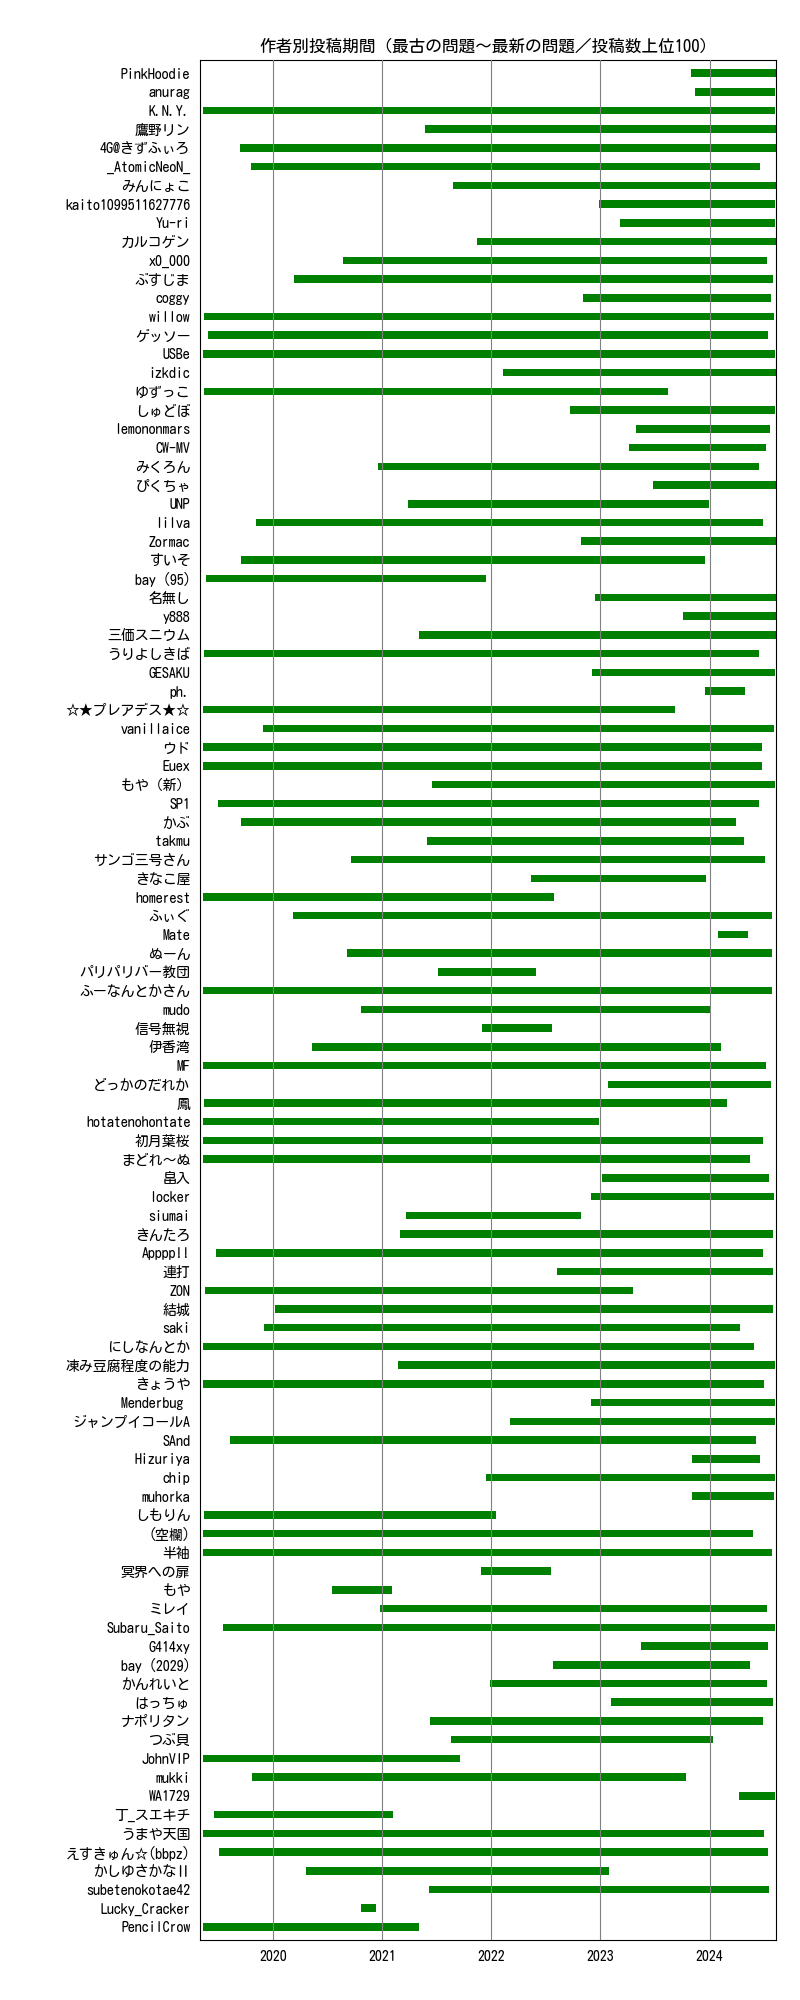 作者別投稿期間（最古の問題～最新の問題／投稿数上位100）
PinkHoodie
anurag
K.N.Y.
鷹野リン
4G@きずふぃろ
_AtomicNeoN_
みんにょこ
kaito1099511627776
Yu-ri
カルコゲン
x0_000
ぶすじま
coggy
willow
ゲッソー
USBe
izkdic
ゆずっこ
しゅどぼ
lemononmars
CW-MV
みくろん
ぴくちゃ
UNP
lilva
Zormac
すいそ
bay (95)
名無し
y888
三価スニウム
うりよしきば
GESAKU
ph.
☆★プレアデス★☆
vanillaice
ウド
Euex
もや（新）
SP1
かぶ
takmu
サンゴ三号さん
きなこ屋
homerest
ふぃぐ
Mate
ぬーん
パリパリバー教団
ふーなんとかさん
mudo
信号無視
伊香湾
MF
どっかのだれか
鳳
hotatenohontate
初月葉桜
まどれ～ぬ
畠入
locker
siumai
きんたろ
Appppll
連打
ZON
結城
saki
にしなんとか
凍み豆腐程度の能力
きょうや
Menderbug
ジャンプイコールA
SAnd
Hizuriya
chip
muhorka
しもりん
(空欄)
半袖
冥界への扉
もや
ミレイ
Subaru_Saito
G414xy
bay (2029)
かんれいと
はっちゅ
ナポリタン
つぶ貝
JohnVIP
mukki
WA1729
丁_スエキチ
うまや天国
えすきゅん☆(bbpz)
かしゆさかなⅡ
subetenokotae42
Lucky_Cracker
PencilCrow
2020 2021 2022 2023 2024